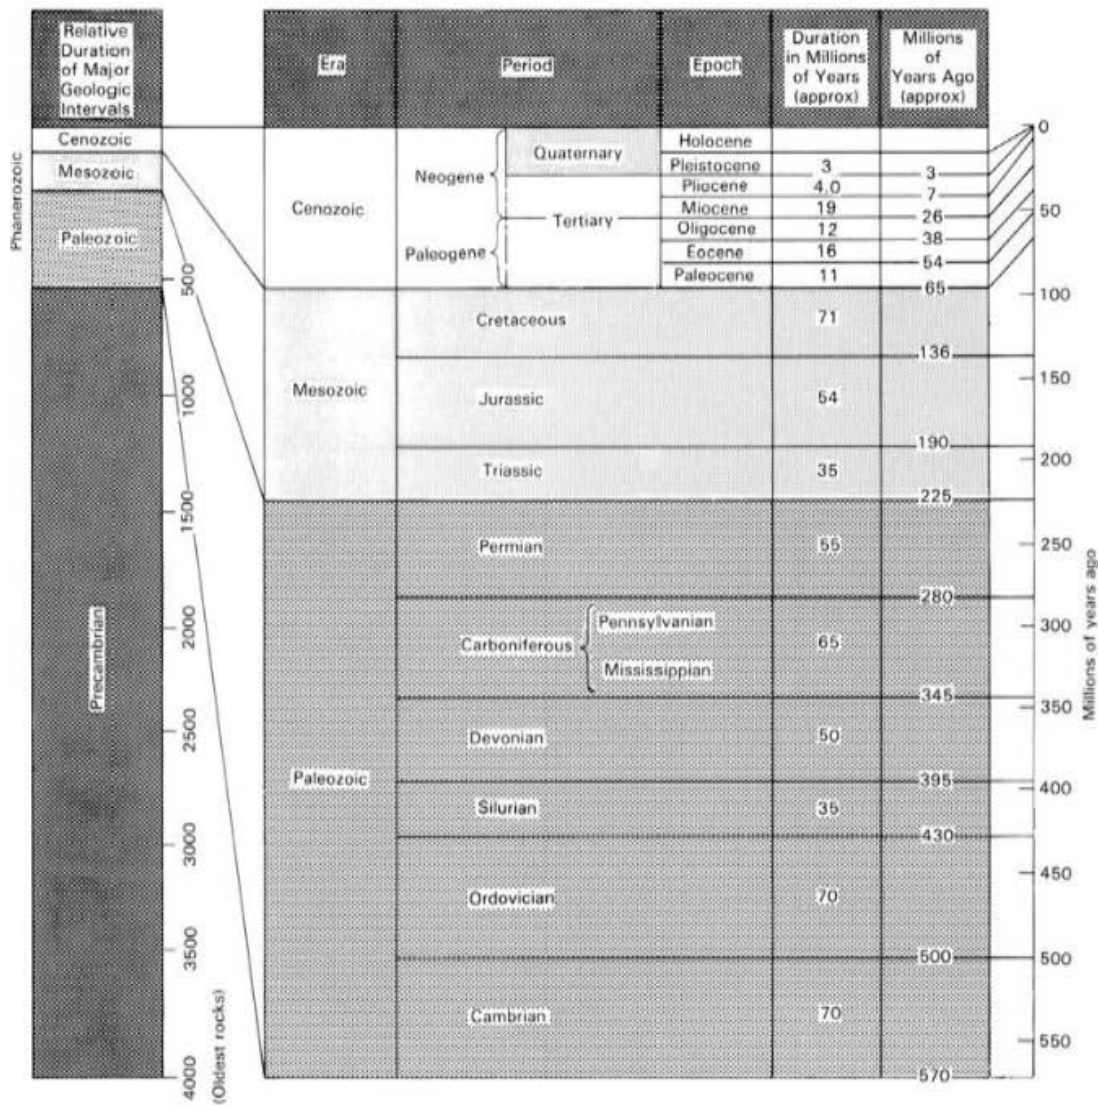 Relative
Duration
of Major
Geologic
Intervals
Era
Period
Epoch
Duration
in Millions
of Years
(approx)
Millions
of
Years Ago
(approx)
Phanerozoic
Cenozoic
Mesozoic
Paleozoic
Precambrian
500
1000
1500
2000
2500
3000
3500
4000
(Oldest rocks)
Cenozoic
Neogene
Paleogene
Quaternary
Tertiary
Holocene
Pleistocene 3 3
Pliocene 4.0 7
Miocene 19 26
Oligocene 12 38
Eocene 16 54
Paleocene 11 65
Mesozoic
Cretaceous 71 136
Jurassic 54 190
Triassic 35 225
Paleozoic
Permian 55 280
Carboniferous
Pennsylvanian
Mississippian
65 345
Devonian 50 395
Silurian 35 430
Ordovician 70 500
Cambrian 70 570
0
50
100
150
200
250
300
350
400
450
500
550
Millions of years ago